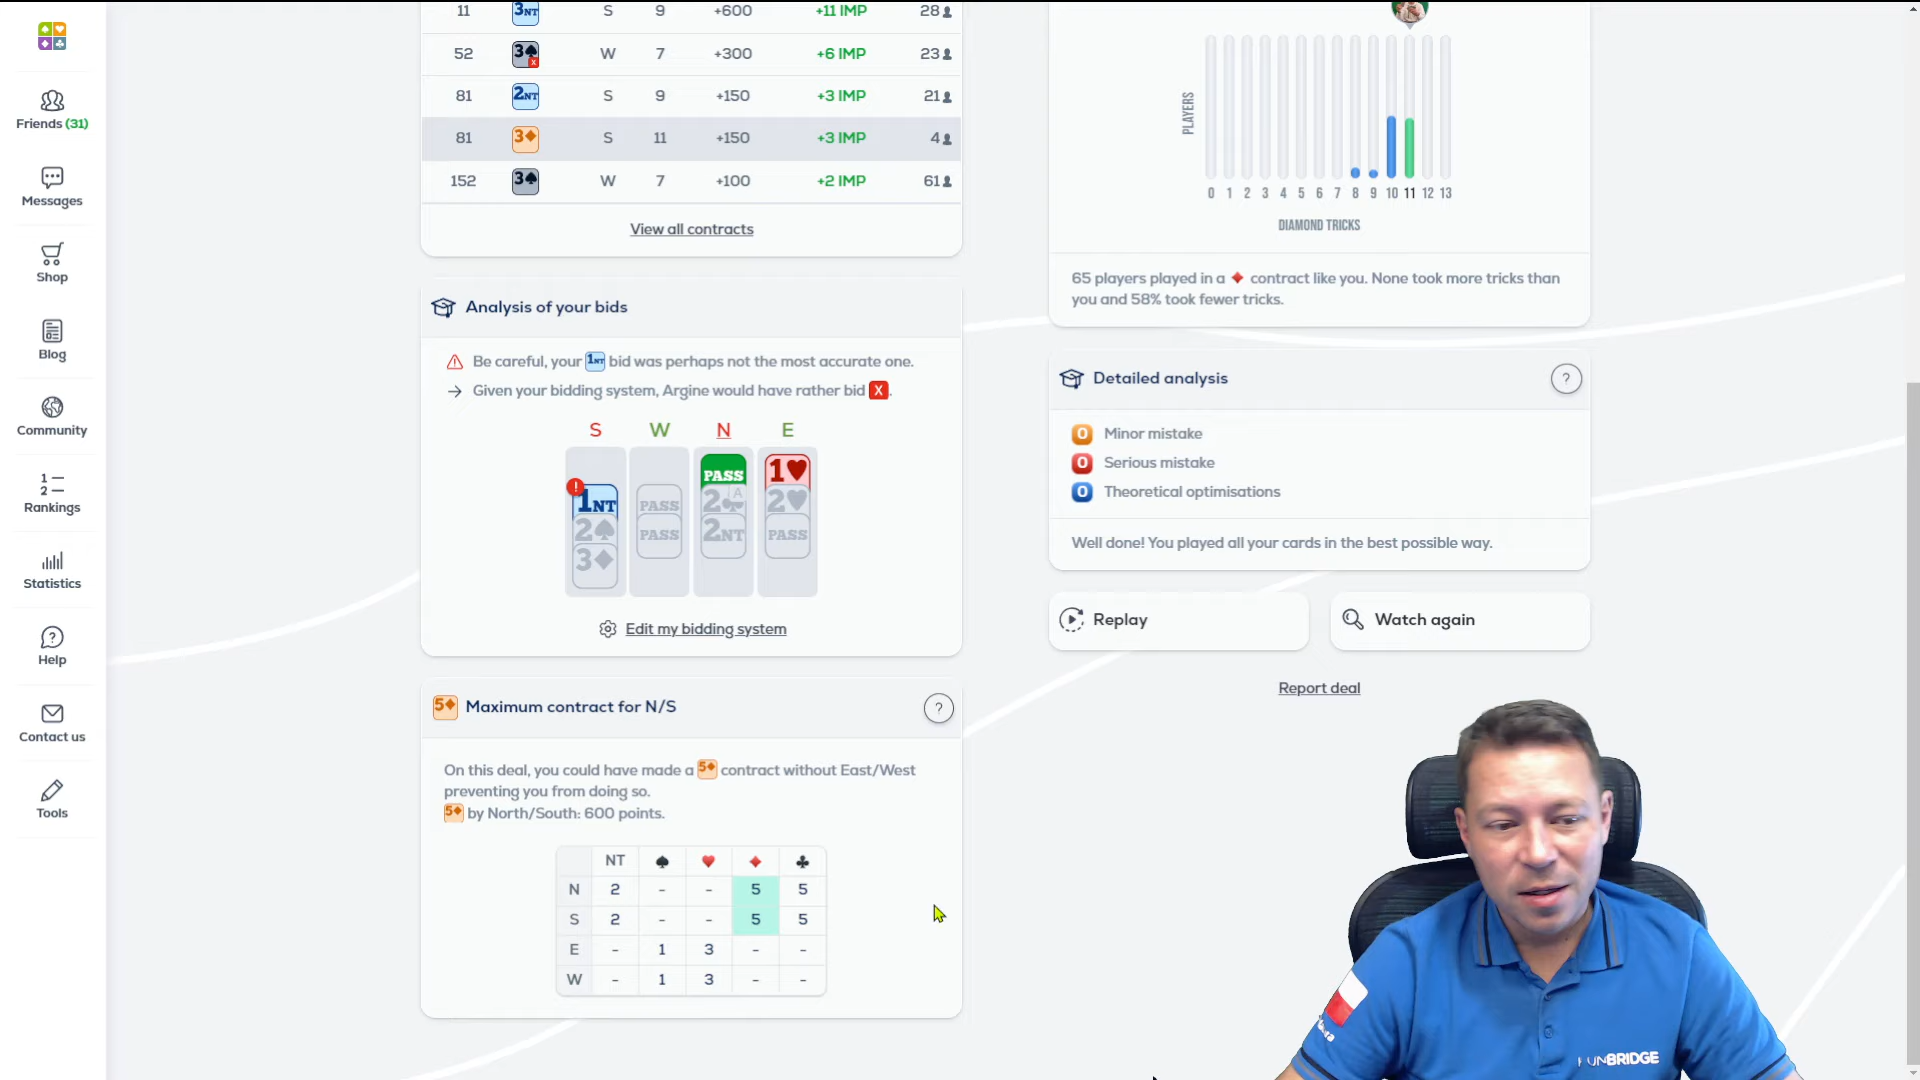 Friends (31)
Messages
Shop
Blog
Community
1
2
Rankings
Statistics
Help
Contact us
Tools
11 3NT S 9 +600 +11 IMP 28
52 3♠ x W 7 +300 +6 IMP 23
81 2NT S 9 +150 +3 IMP 21
81 3♦ S 11 +150 +3 IMP 4
152 3♠ W 7 +100 +2 IMP 61
View all contracts
Analysis of your bids
Be careful, your 1NT bid was perhaps not the most accurate one.
→ Given your bidding system, Argine would have rather bid X.
S W N E
PASS 1♥
! 1NT PASS 2♣ A 2♥
2♠ PASS 2NT PASS
3♦
Edit my bidding system
5♦ Maximum contract for N/S ?
On this deal, you could have made a 5♦ contract without East/West
preventing you from doing so.
5♦ by North/South: 600 points.
NT ♠ ♥ ♦ ♣
N 2 - - 5 5
S 2 - - 5 5
E - 1 3 - -
W - 1 3 - -
PLAYERS
0 1 2 3 4 5 6 7 8 9 10 11 12 13
DIAMOND TRICKS
65 players played in a ♦ contract like you. None took more tricks than
you and 58% took fewer tricks.
Detailed analysis ?
0 Minor mistake
0 Serious mistake
0 Theoretical optimisations
Well done! You played all your cards in the best possible way.
Replay
Watch again
Report deal
UNBRIDGE